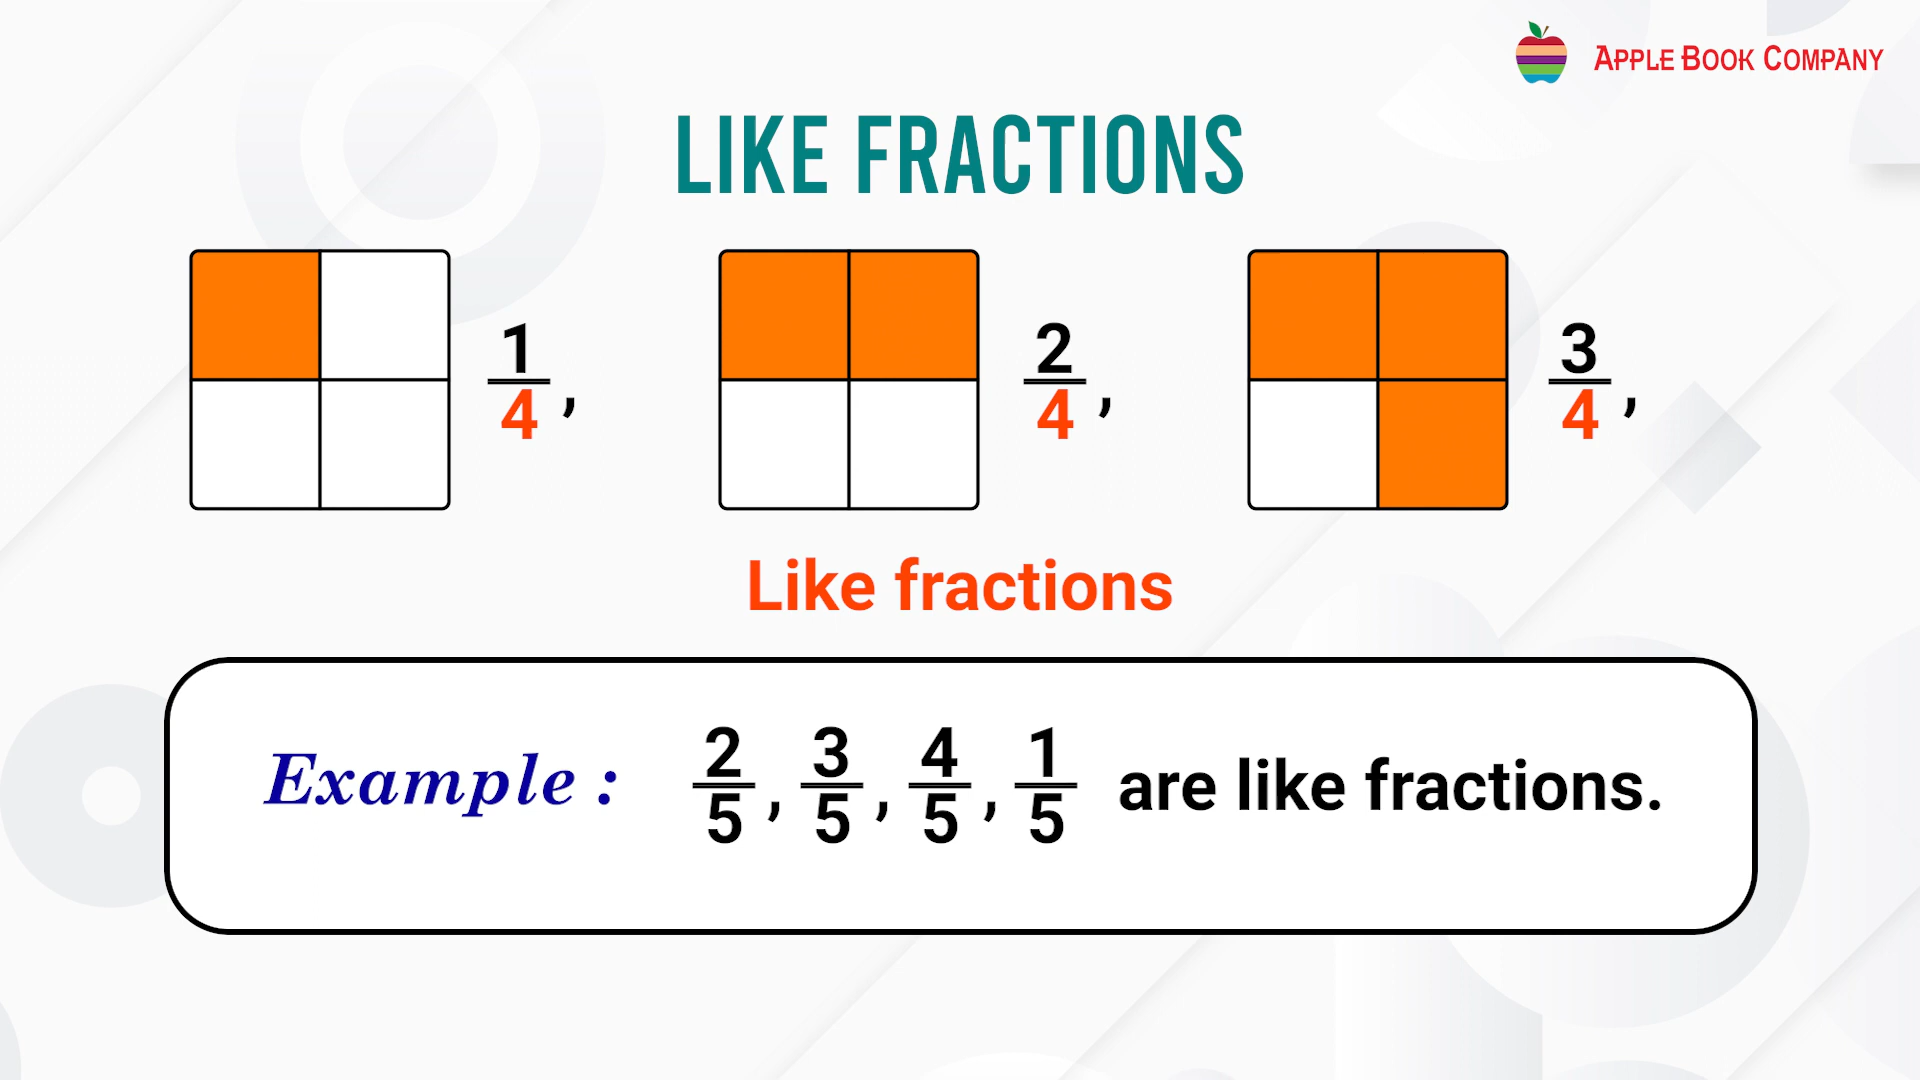 APPLE BOOK COMPANY
LIKE FRACTIONS
1/4 , 2/4 , 3/4 ,
Like fractions
Example : 2/5 , 3/5 , 4/5 , 1/5 are like fractions.